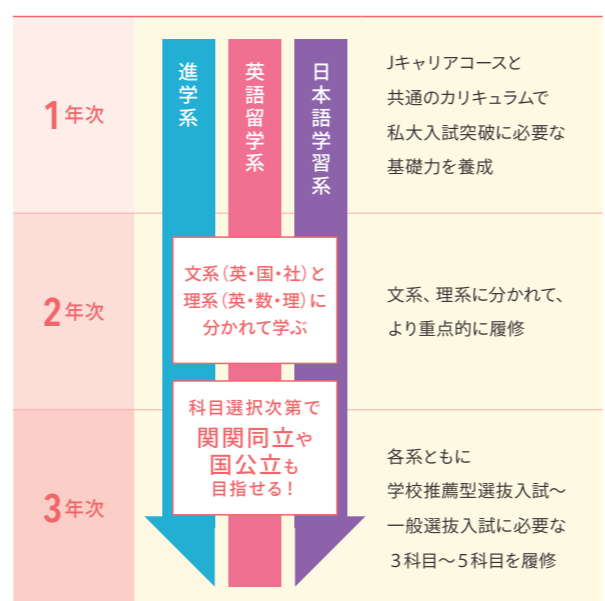 1年次
進学系
英語留学系
日本語学習系
Jキャリアコースと
共通のカリキュラムで
私大入試突破に必要な
基礎力を養成
2年次
文系（英・国・社）と
理系（英・数・理）に
分かれて学ぶ
文系、理系に分かれて、
より重点的に履修
3年次
科目選択次第で
関関同立や
国公立も
目指せる！
各系ともに
学校推薦型選抜入試～
一般選抜入試に必要な
３科目～５科目を履修